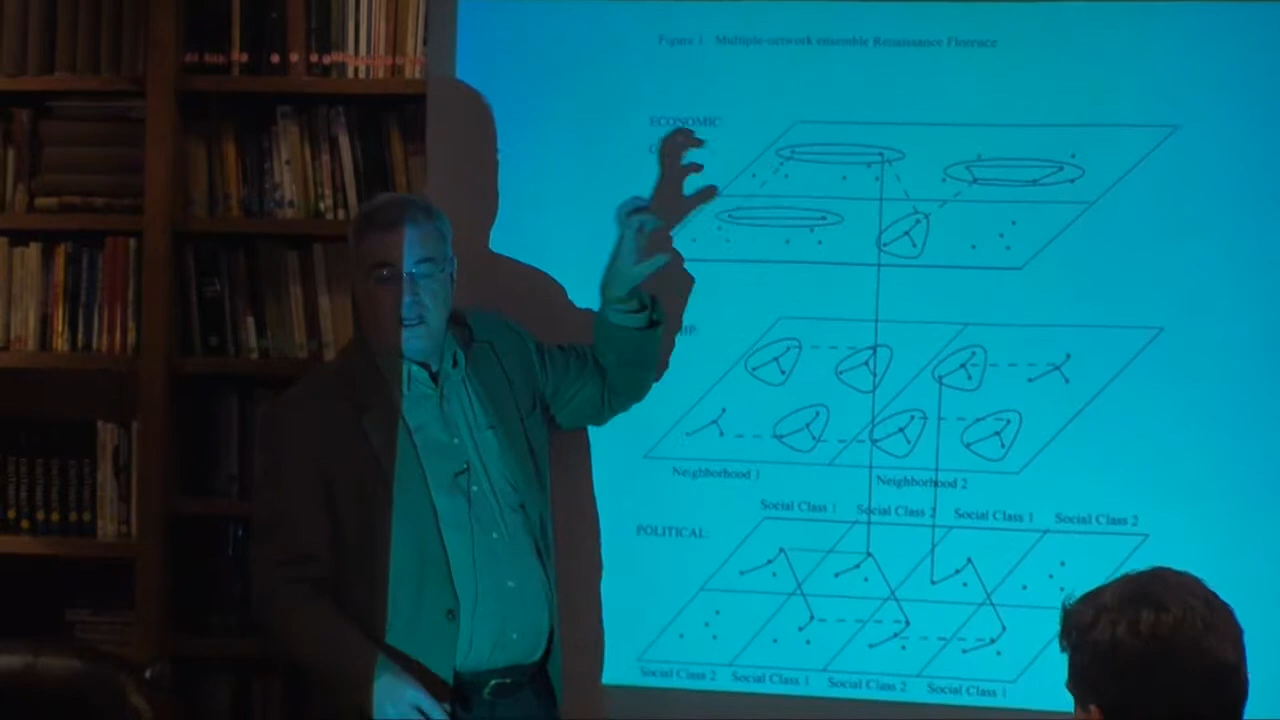 Figure 1 Multiple-network ensemble Renaissance Florence
ECONOMIC:
IP:
Neighborhood 1
Neighborhood 2
Social Class 1 Social Class 2 Social Class 1 Social Class 2
POLITICAL:
Social Class 2 Social Class 1 Social Class 2 Social Class 1